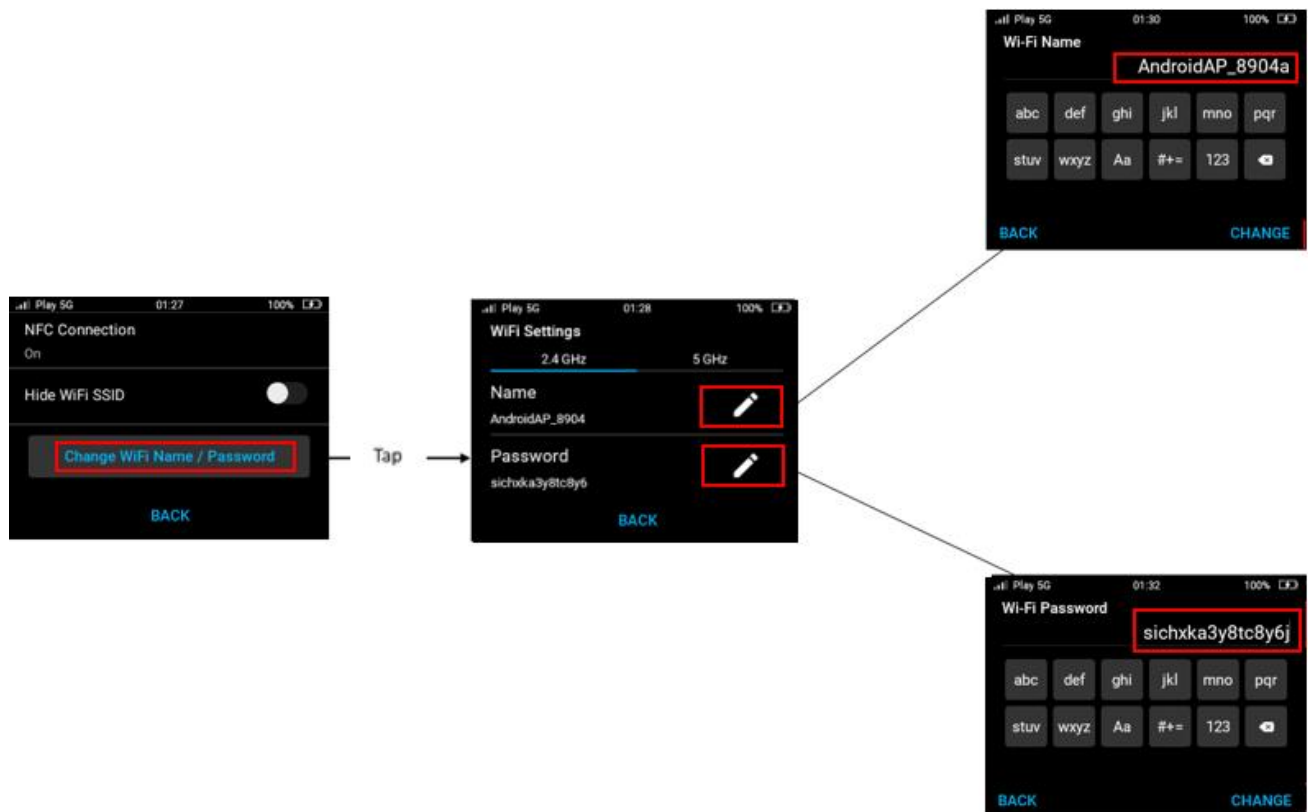 Play 5G 01:27 100%
NFC Connection
On
Hide WiFi SSID
Change WiFi Name / Password
BACK
Tap
Play 5G 01:28 100%
WiFi Settings
2.4 GHz 5 GHz
Name
AndroidAP_8904
Password
sichxka3y8tc8y6
BACK
Play 5G 01:30 100%
Wi-Fi Name
AndroidAP_8904a
abc def ghi jkl mno pqr
stuv wxyz Aa #+= 123
BACK CHANGE
Play 5G 01:32 100%
Wi-Fi Password
sichxka3y8tc8y6j
abc def ghi jkl mno pqr
stuv wxyz Aa #+= 123
BACK CHANGE